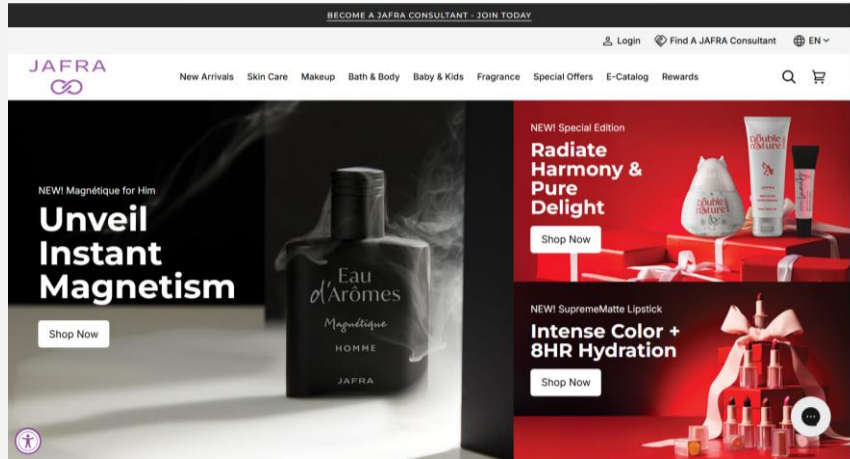 BECOME A JAFRA CONSULTANT - JOIN TODAY
Login Find A JAFRA Consultant EN
JAFRA
New Arrivals Skin Care Makeup Bath & Body Baby & Kids Fragrance Special Offers E-Catalog Rewards
NEW! Magnétique for Him
Unveil
Instant
Magnetism
Shop Now
Eau
d'Arômes
Magnétique
HOMME
JAFRA
NEW! Special Edition
Radiate
Harmony &
Pure
Delight
Shop Now
Double
nature
Double
nature
NEW! SupremeMatte Lipstick
Intense Color +
8HR Hydration
Shop Now